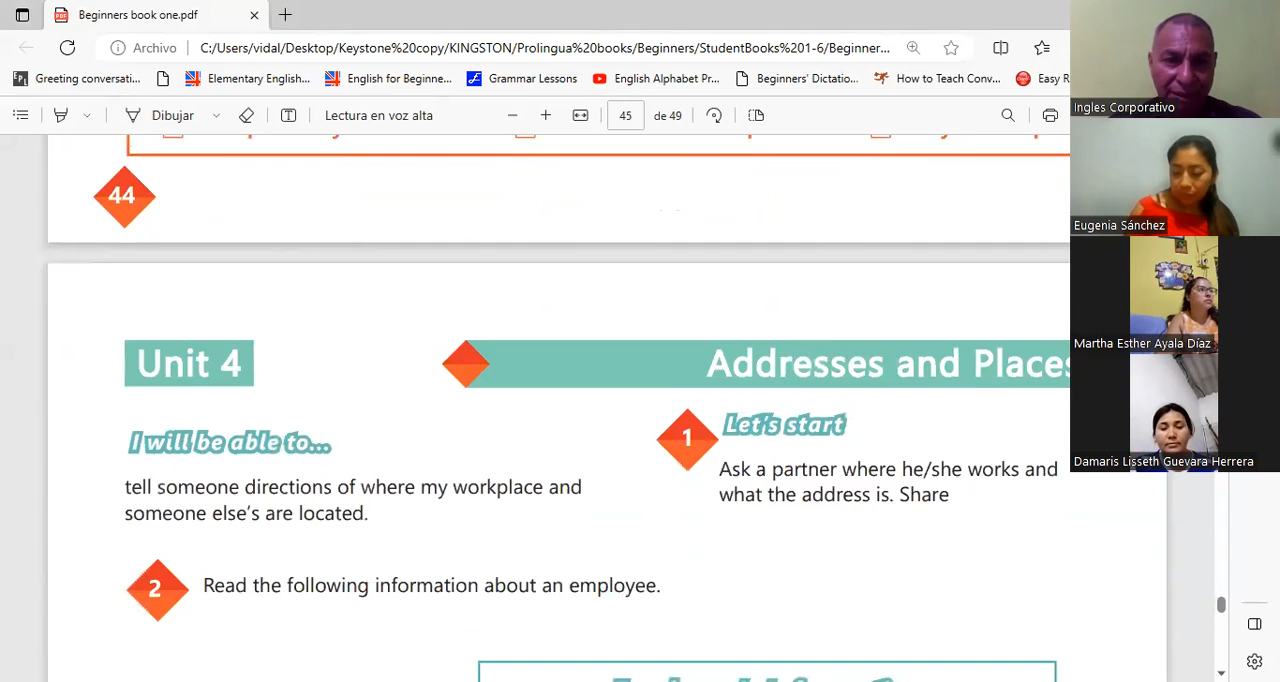 Beginners book one.pdf
Archivo
C:/Users/vidal/Desktop/Keystone%20copy/KINGSTON/Prolingua%20books/Beginners/StudentBooks%201-6/Beginner...
Greeting conversati...
Elementary English...
English for Beginne...
Grammar Lessons
English Alphabet Pr...
Beginners' Dictatio...
How to Teach Conv...
Easy R
Dibujar
Lectura en voz alta
45
de 49
44
Unit 4
Addresses and Places
I will be able to...
tell someone directions of where my workplace and
someone else's are located.
1
Let's start
Ask a partner where he/she works and
what the address is. Share
2
Read the following information about an employee.
Ingles Corporativo
Eugenia Sánchez
Martha Esther Ayala Díaz
Damaris Lisseth Guevara Herrera